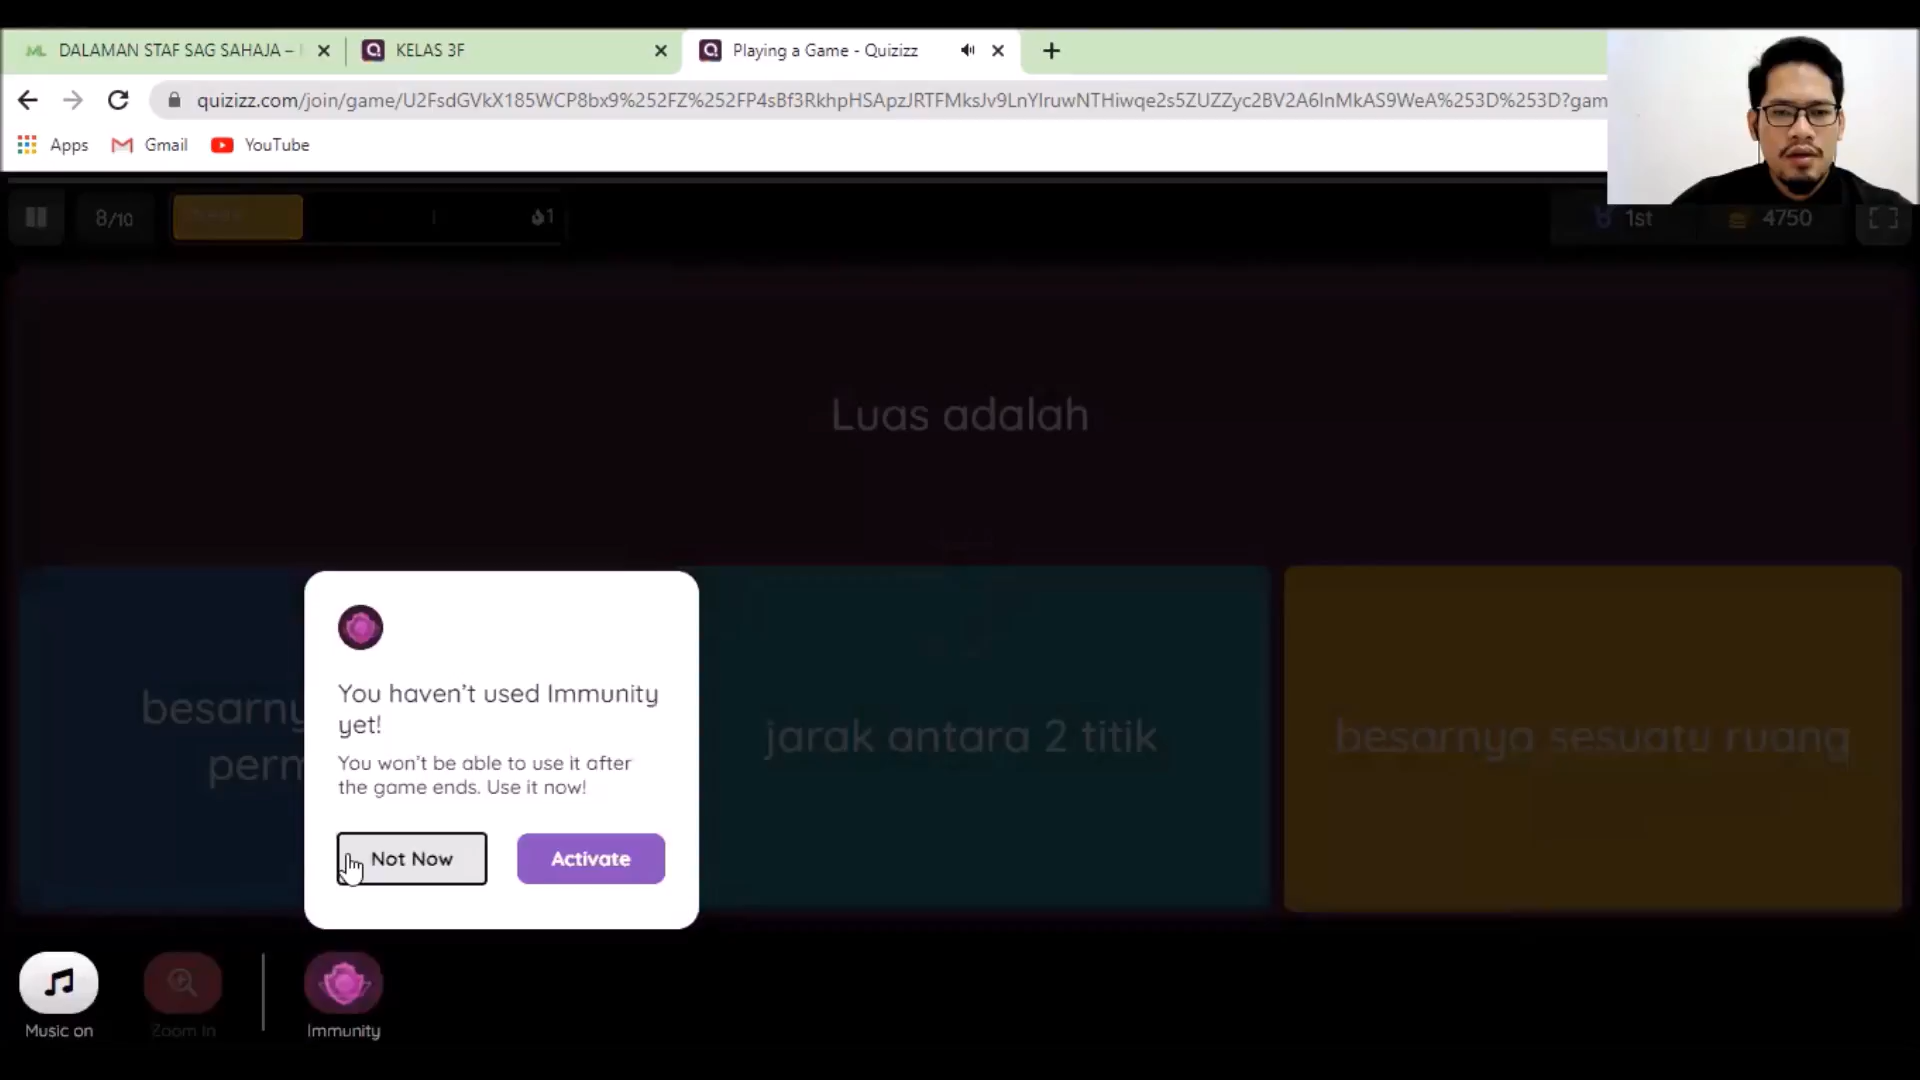 DALAMAN STAF SAG SAHAJA –
KELAS 3F
Playing a Game - Quizizz
quizizz.com/join/game/U2FsdGVkX185WCP8bx9%252FZ%252FP4sBf3RkhpHSApzJRTFMksJv9LnYlruwNTHiwqe2s5ZUZZyc2BV2A6lnMkAS9WeA%253D%253D?gam
Apps
Gmail
YouTube
8/10
1
1st
4750
Luas adalah
jarak antara 2 titik
besarnya sesuatu ruang
You haven't used Immunity
yet!
You won't be able to use it after
the game ends. Use it now!
Not Now
Activate
Music on
Zoom In
Immunity